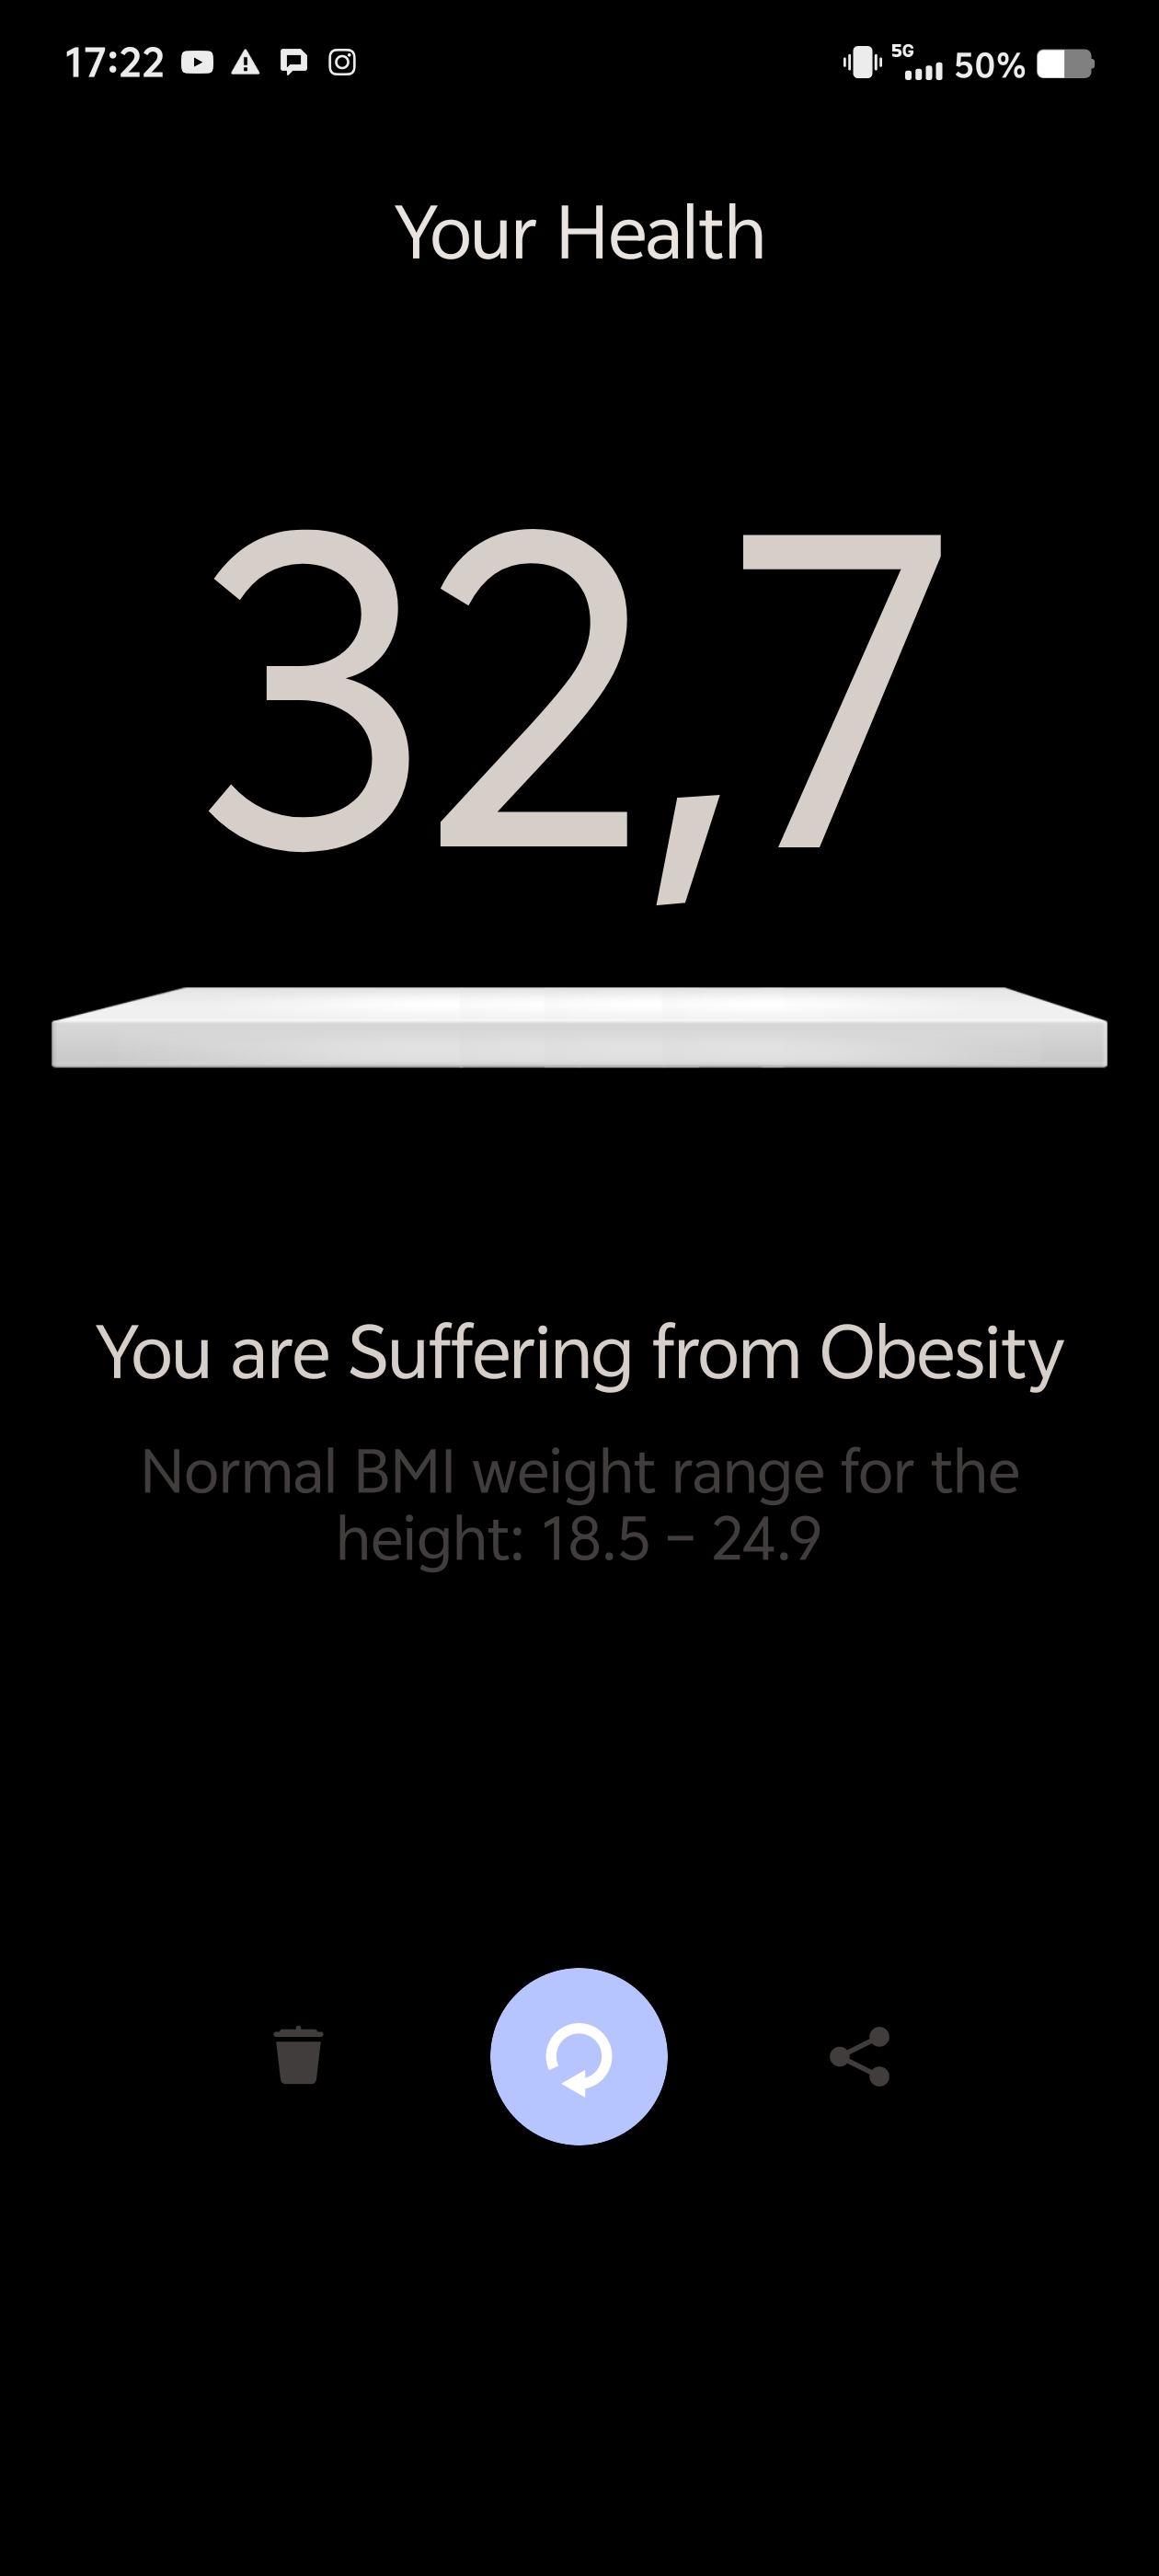 17:22 5G 50%
Your Health
32,7
You are Suffering from Obesity
Normal BMI weight range for the
height: 18.5 – 24.9